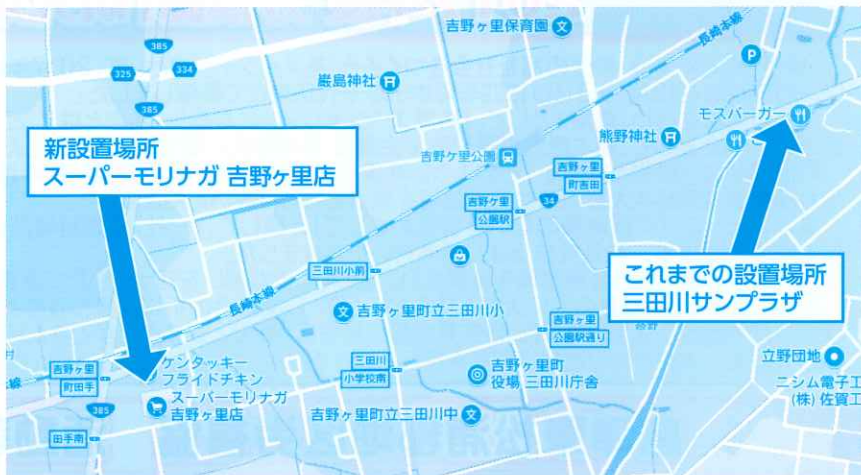 吉野ヶ里保育園
長崎本線
385
325
334
385
巌島神社
P
モスバーガー
熊野神社
新設置場所
スーパーモリナガ 吉野ヶ里店
吉野ケ里公園
吉野ヶ里
町吉田
34
吉野ケ里
公園駅
三田川小前
これまでの設置場所
三田川サンプラザ
長崎本線
吉野ヶ里町立三田川小
吉野ヶ里
公園駅通り
吉野ヶ里
町田手
ケンタッキー
フライドチキン
スーパーモリナガ
吉野ヶ里店
三田川
小学校南
吉野ヶ里町
役場 三田川庁舎
立野団地
ニシム電子工
(株) 佐賀工
385
田手南
吉野ヶ里町立三田川中